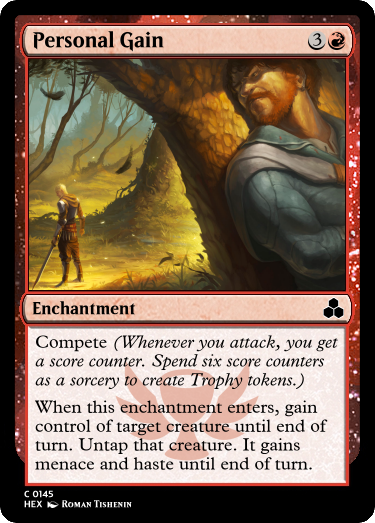 Personal Gain 3
Enchantment
Compete (Whenever you attack, you get
a score counter. Spend six score counters
as a sorcery to create Trophy tokens.)
When this enchantment enters, gain
control of target creature until end of
turn. Untap that creature. It gains
menace and haste until end of turn.
C 0145
HEX Roman Tishenin